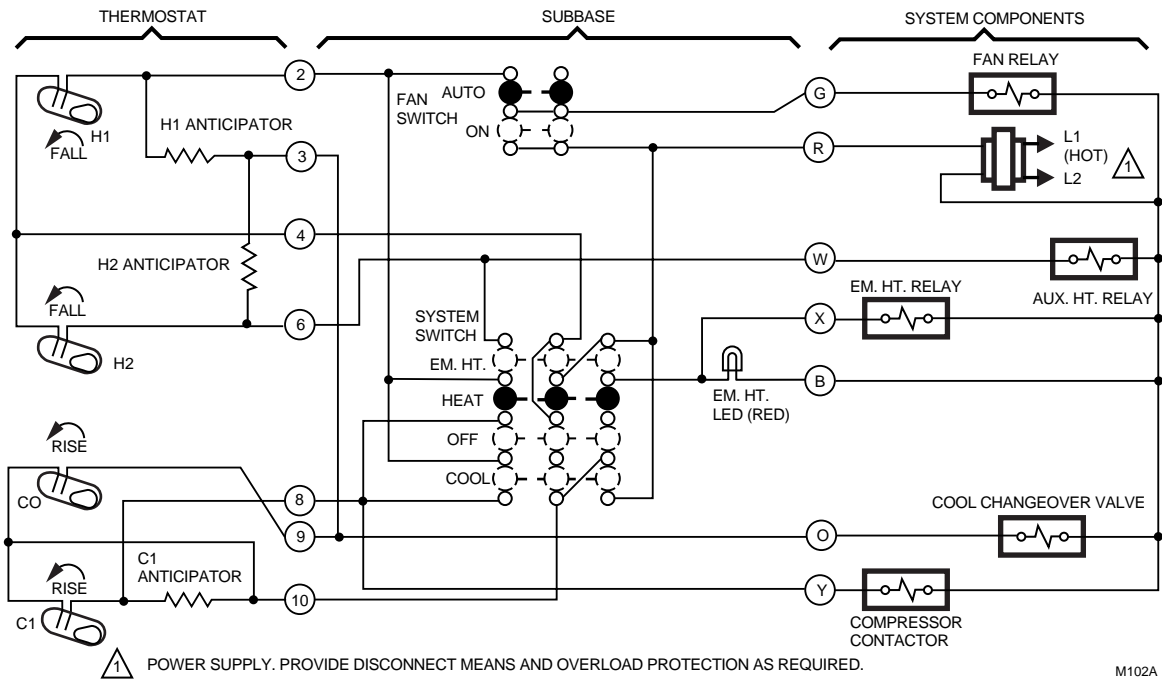 THERMOSTAT
SUBBASE
SYSTEM COMPONENTS
FAN RELAY
2
AUTO
FAN
SWITCH
G
H1
H1 ANTICIPATOR
ON
L1
(HOT)
1
FALL
3
R
L2
4
H2 ANTICIPATOR
W
FALL
EM. HT. RELAY
AUX. HT. RELAY
6
SYSTEM
SWITCH
X
H2
EM. HT.
B
HEAT
EM. HT.
LED (RED)
RISE
OFF
CO
COOL
8
COOL CHANGEOVER VALVE
9
O
C1
ANTICIPATOR
RISE
10
Y
C1
COMPRESSOR
CONTACTOR
1 POWER SUPPLY. PROVIDE DISCONNECT MEANS AND OVERLOAD PROTECTION AS REQUIRED.
M102A